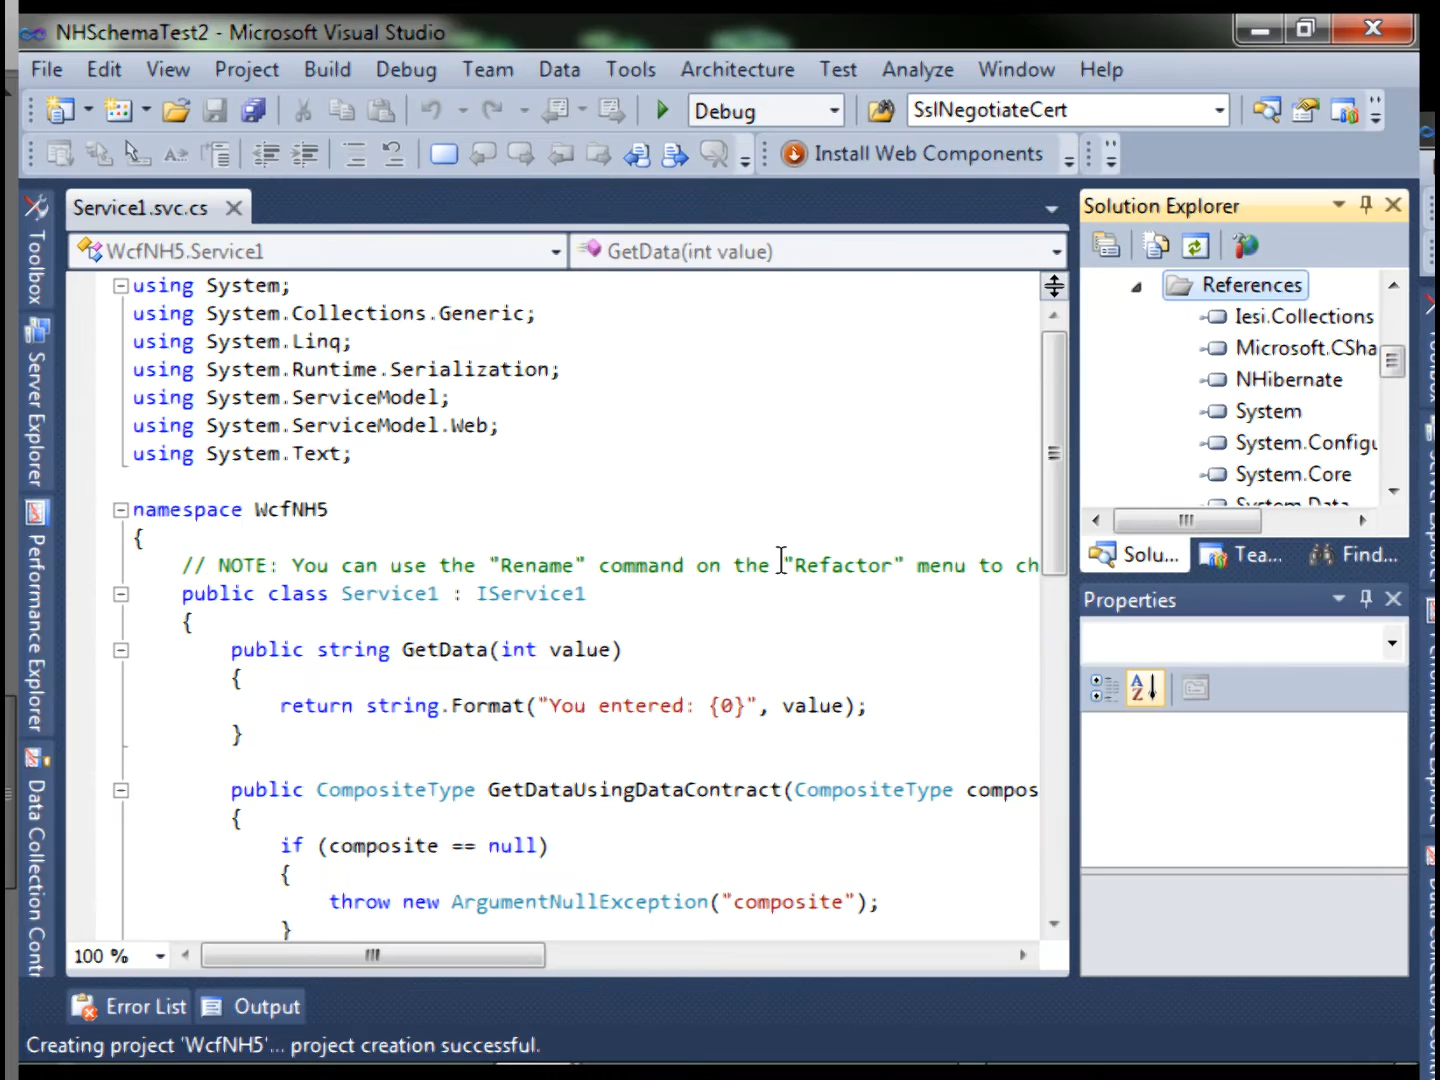 NHSchemaTest2 - Microsoft Visual Studio
File Edit View Project Build Debug Team Data Tools Architecture Test Analyze Window Help
Debug SslNegotiateCert
Install Web Components
Service1.svc.cs
WcfNH5.Service1 GetData(int value)
using System;
using System.Collections.Generic;
using System.Linq;
using System.Runtime.Serialization;
using System.ServiceModel;
using System.ServiceModel.Web;
using System.Text;
namespace WcfNH5
{
// NOTE: You can use the "Rename" command on the "Refactor" menu to ch
public class Service1 : IService1
{
public string GetData(int value)
{
return string.Format("You entered: {0}", value);
}
public CompositeType GetDataUsingDataContract(CompositeType compos
{
if (composite == null)
{
throw new ArgumentNullException("composite");
}
100 %
Toolbox
Server Explorer
Performance Explorer
Data Collection Contr
Solution Explorer
References
Iesi.Collections
Microsoft.CSha
NHibernate
System
System.Configu
System.Core
System.Data
Solu... Tea... Find...
Properties
Error List Output
Creating project 'WcfNH5'... project creation successful.